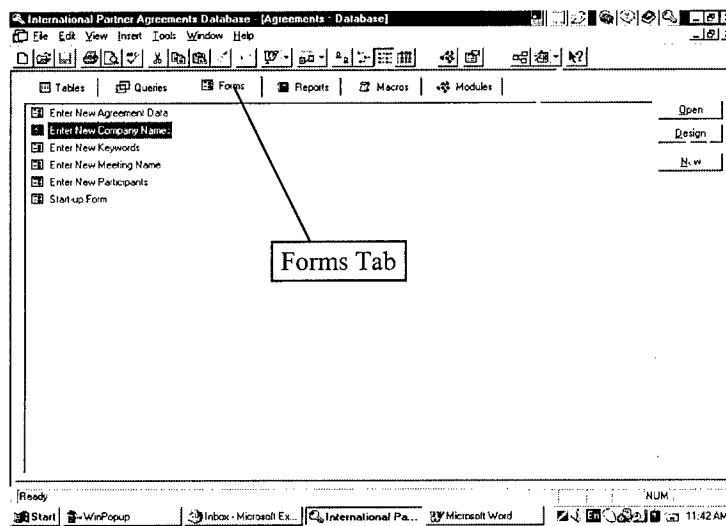 International Partner Agreements Database - [Agreements : Database]
File Edit View Insert Tools Window Help
Tables Queries Forms Reports Macros Modules
Enter New Agreement Data
Enter New Company Names
Enter New Keywords
Enter New Meeting Name
Enter New Participants
Start-up Form
Open
Design
New
Forms Tab
Ready
NUM
Start WinPopup Inbox - Microsoft Ex... International Pa... Microsoft Word En 11:42 AM